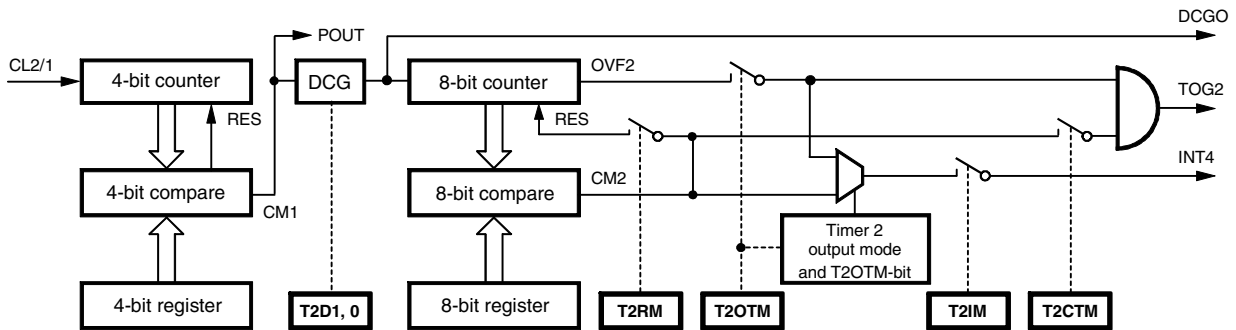 DCGO
POUT
CL2/1
4-bit counter
DCG
8-bit counter
OVF2
TOG2
RES
RES
INT4
4-bit compare
CM1
8-bit compare
CM2
Timer 2
output mode
and T2OTM-bit
4-bit register
T2D1, 0
8-bit register
T2RM
T2OTM
T2IM
T2CTM